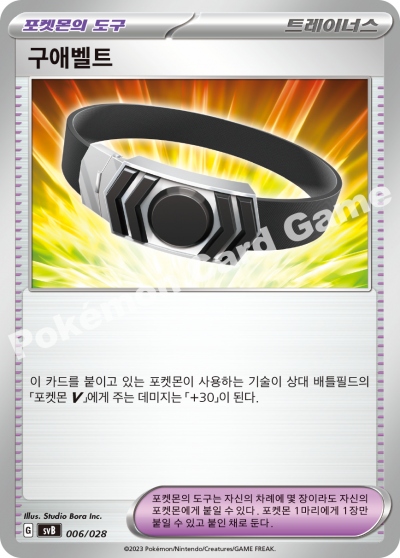 포켓몬의 도구 트레이너스
구애벨트
Pokémon Card Game
이 카드를 붙이고 있는 포켓몬이 사용하는 기술이 상대 배틀필드의
「포켓몬 V」에게 주는 데미지는 「+30」이 된다.
Illus. Studio Bora Inc.
G svB 006/028
포켓몬의 도구는 자신의 차례에 몇 장이라도 자신의
포켓몬에게 붙일 수 있다. 포켓몬 1마리에게 1장만
붙일 수 있고 붙인 채로 둔다.
©2023 Pokémon/Nintendo/Creatures/GAME FREAK.